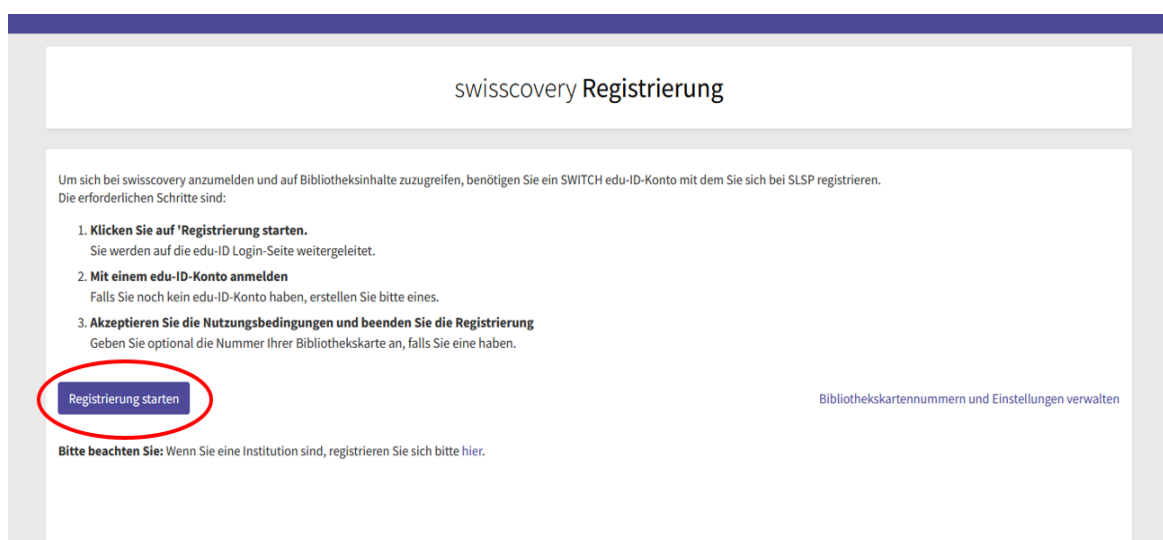 swisscovery Registrierung
Um sich bei swisscovery anzumelden und auf Bibliotheksinhalte zuzugreifen, benötigen Sie ein SWITCH edu-ID-Konto mit dem Sie sich bei SLSP registrieren.
Die erforderlichen Schritte sind:
1. Klicken Sie auf 'Registrierung starten.
Sie werden auf die edu-ID Login-Seite weitergeleitet.
2. Mit einem edu-ID-Konto anmelden
Falls Sie noch kein edu-ID-Konto haben, erstellen Sie bitte eines.
3. Akzeptieren Sie die Nutzungsbedingungen und beenden Sie die Registrierung
Geben Sie optional die Nummer Ihrer Bibliothekskarte an, falls Sie eine haben.
Registrierung starten
Bibliothekskartennummern und Einstellungen verwalten
Bitte beachten Sie: Wenn Sie eine Institution sind, registrieren Sie sich bitte hier.